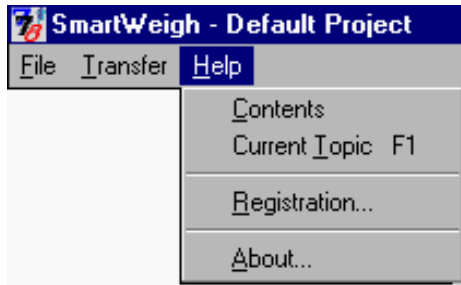 SmartWeigh - Default Project
File Transfer Help
Contents
Current Topic F1
Registration...
About...